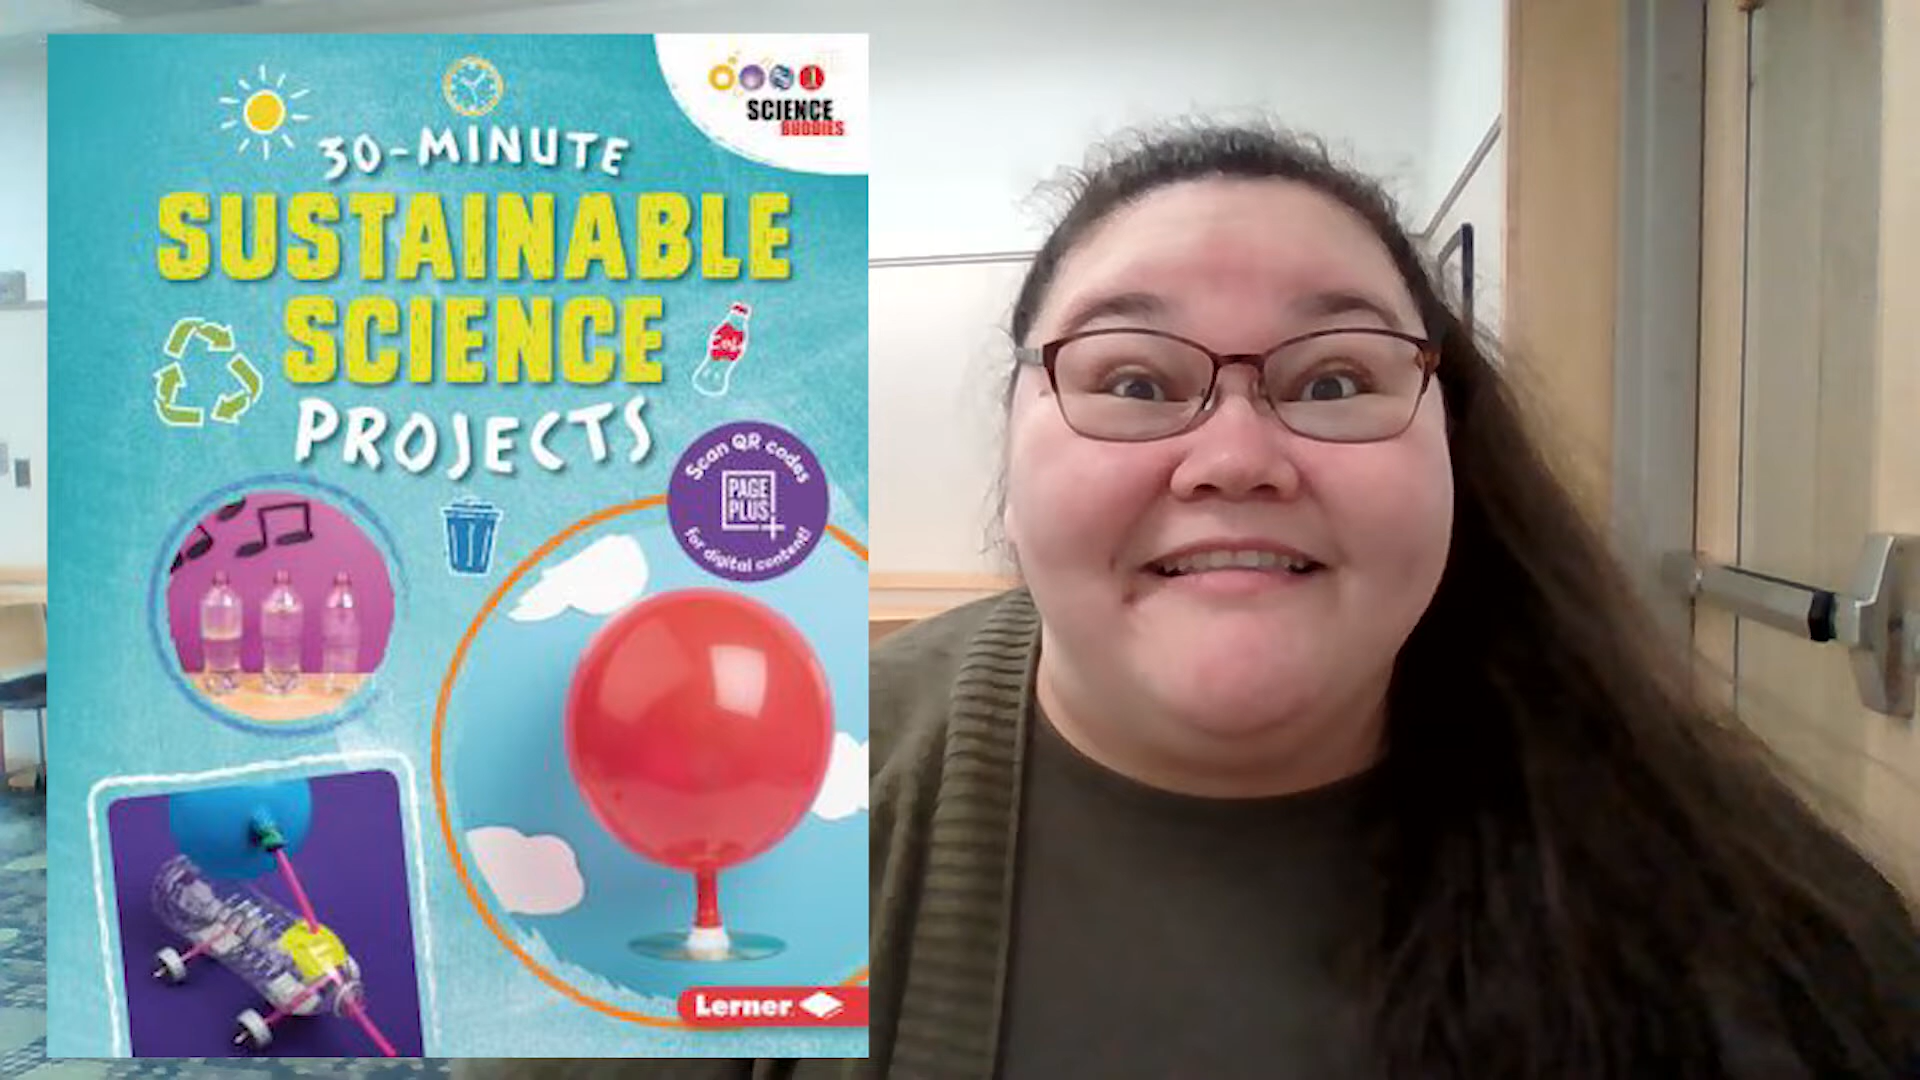 SCIENCE
BUDDIES
30-MINUTE
SUSTAINABLE
SCIENCE
PROJECTS
Scan QR codes
PAGE
PLUS
for digital content!
Lerner